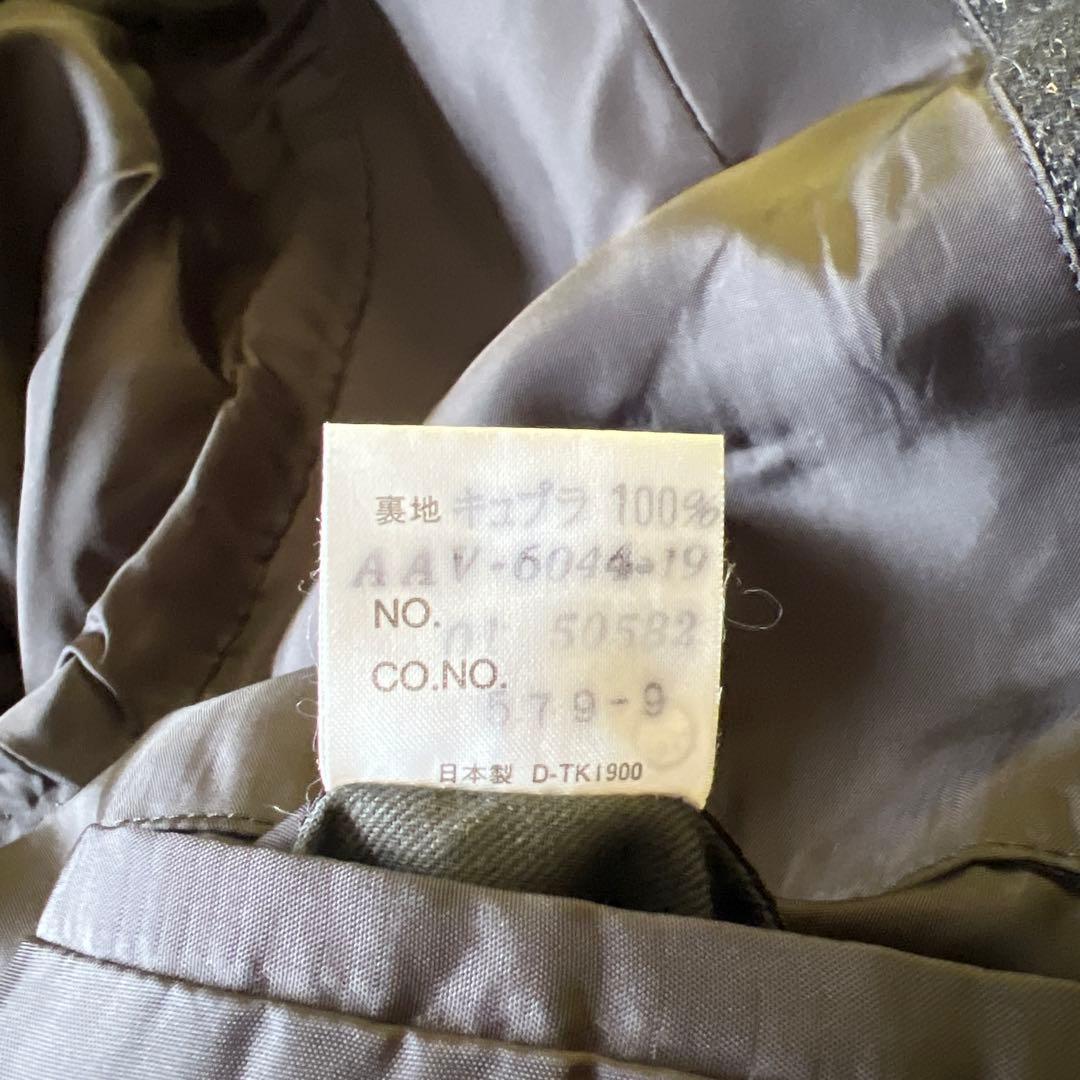 裏地 キュプラ 100%
AAV-6044-19
NO. 01 50582
CO.NO.
579-9
日本製 D-TK1900